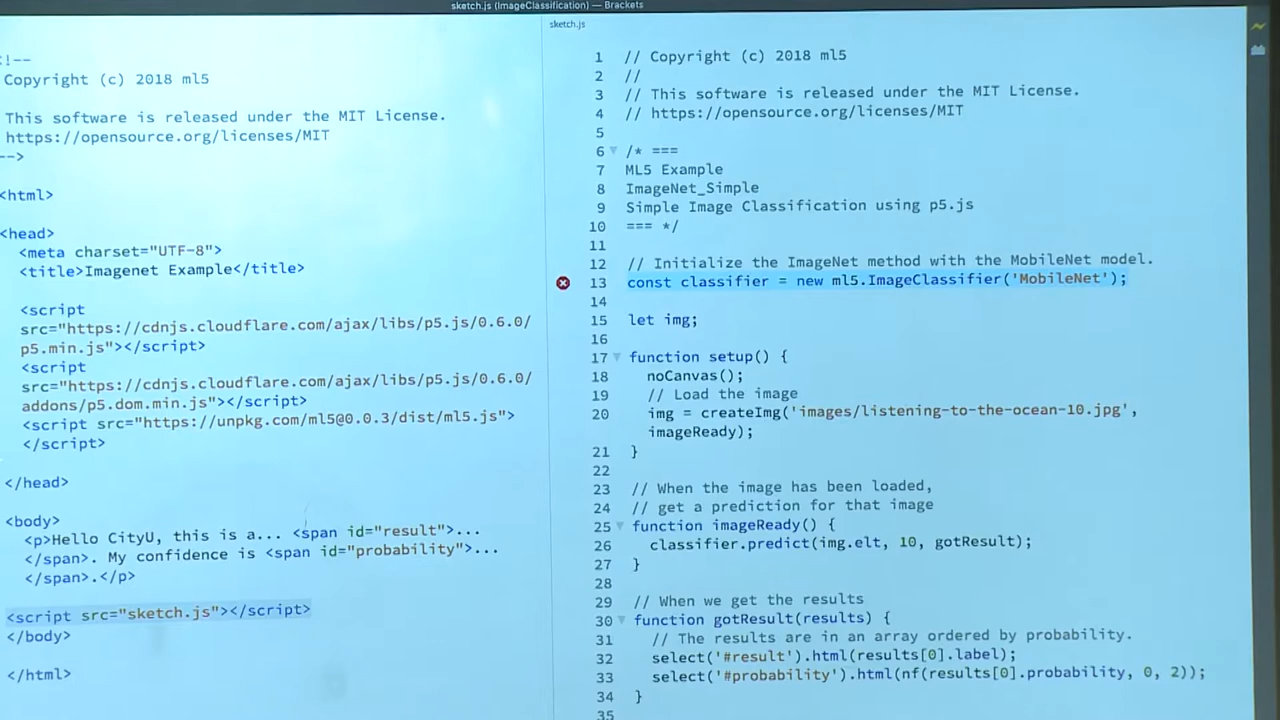 sketch.js (ImageClassification) — Brackets
!--
Copyright (c) 2018 ml5
This software is released under the MIT License.
https://opensource.org/licenses/MIT
-->
<html>
<head>
<meta charset="UTF-8">
<title>Imagenet Example</title>
<script
src="https://cdnjs.cloudflare.com/ajax/libs/p5.js/0.6.0/
p5.min.js"></script>
<script
src="https://cdnjs.cloudflare.com/ajax/libs/p5.js/0.6.0/
addons/p5.dom.min.js"></script>
<script src="https://unpkg.com/ml5@0.0.3/dist/ml5.js">
</script>
</head>
<body>
<p>Hello CityU, this is a... <span id="result">...
</span>. My confidence is <span id="probability">...
</span>.</p>
<script src="sketch.js"></script>
</body>
</html>
sketch.js
1 // Copyright (c) 2018 ml5
2 //
3 // This software is released under the MIT License.
4 // https://opensource.org/licenses/MIT
5
6 /* ===
7 ML5 Example
8 ImageNet_Simple
9 Simple Image Classification using p5.js
10 === */
11
12 // Initialize the ImageNet method with the MobileNet model.
13 const classifier = new ml5.ImageClassifier('MobileNet');
14
15 let img;
16
17 function setup() {
18 noCanvas();
19 // Load the image
20 img = createImg('images/listening-to-the-ocean-10.jpg',
imageReady);
21 }
22
23 // When the image has been loaded,
24 // get a prediction for that image
25 function imageReady() {
26 classifier.predict(img.elt, 10, gotResult);
27 }
28
29 // When we get the results
30 function gotResult(results) {
31 // The results are in an array ordered by probability.
32 select('#result').html(results[0].label);
33 select('#probability').html(nf(results[0].probability, 0, 2));
34 }
35